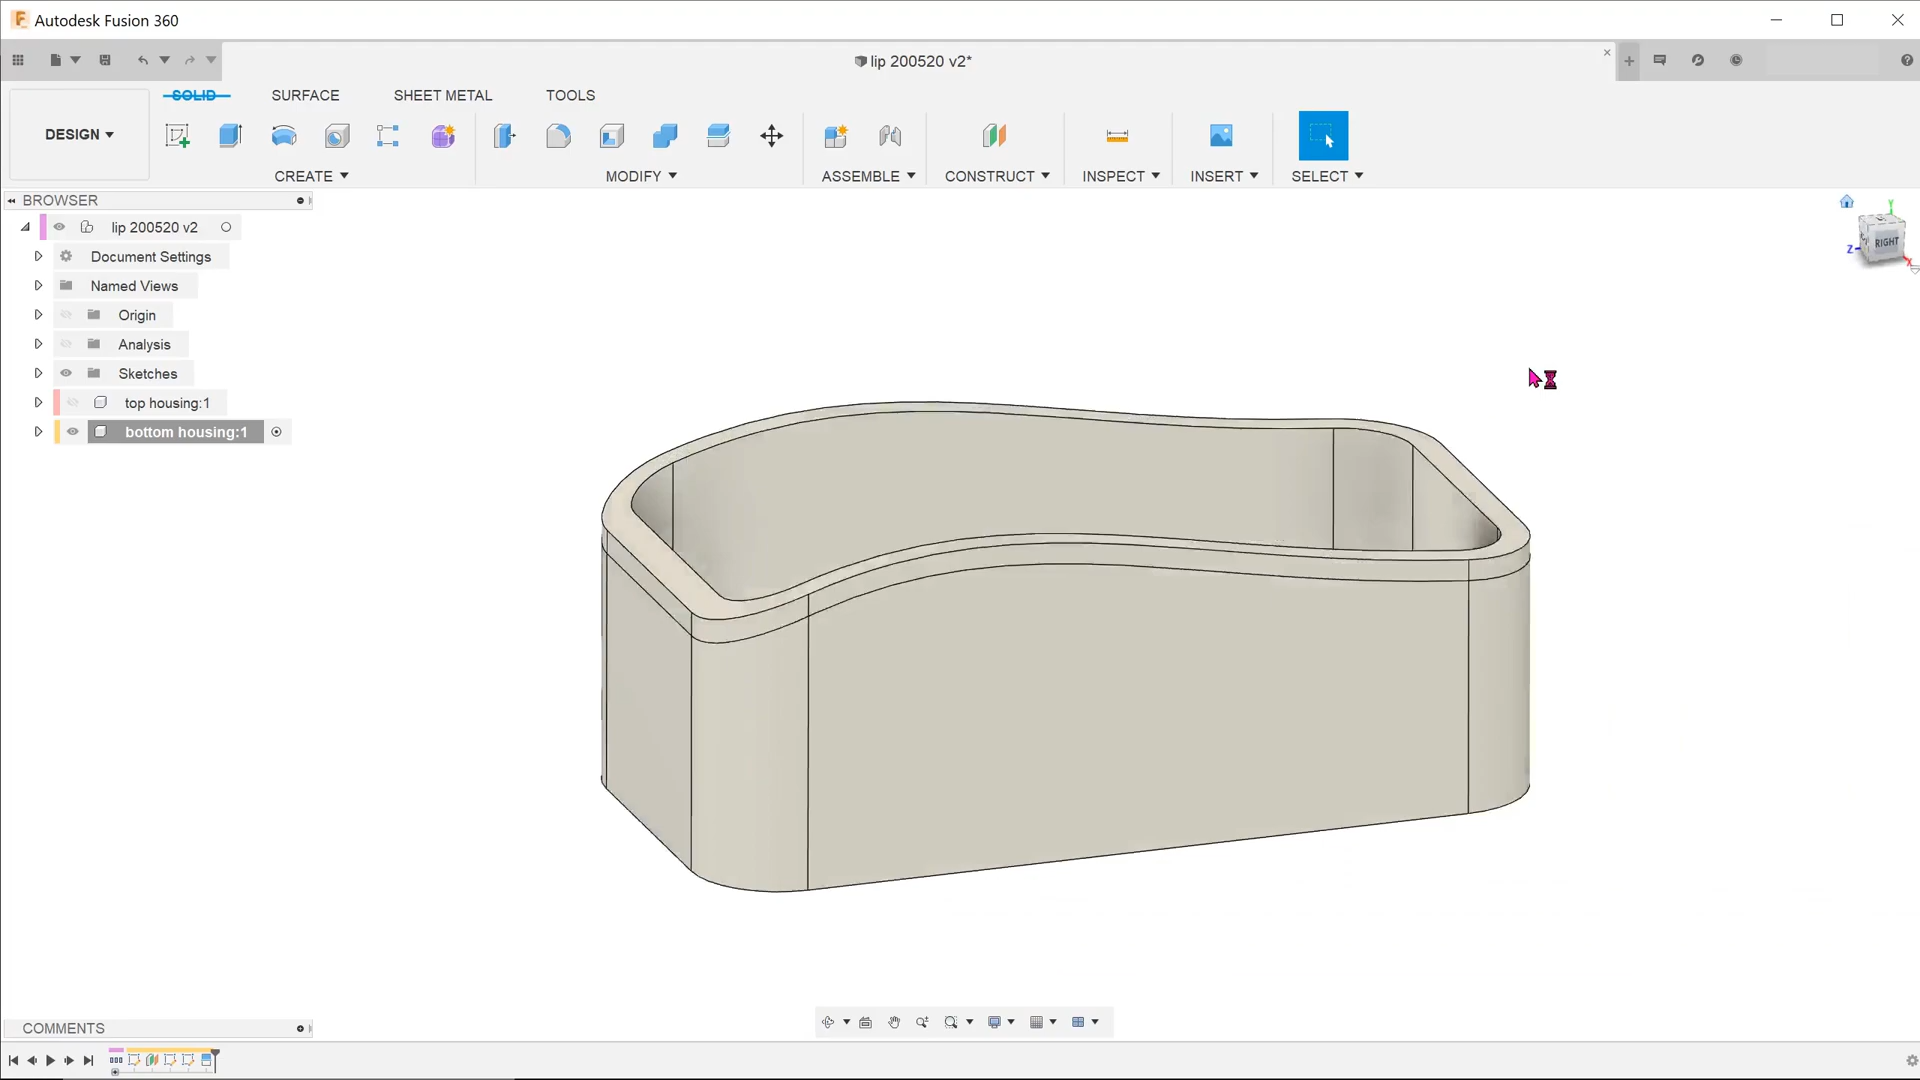 Autodesk Fusion 360
lip 200520 v2*
SOLID SURFACE SHEET METAL TOOLS
DESIGN
CREATE MODIFY ASSEMBLE CONSTRUCT INSPECT INSERT SELECT
BROWSER
lip 200520 v2
Document Settings
Named Views
Origin
Analysis
Sketches
top housing:1
bottom housing:1
Y
RIGHT
Z
X
COMMENTS